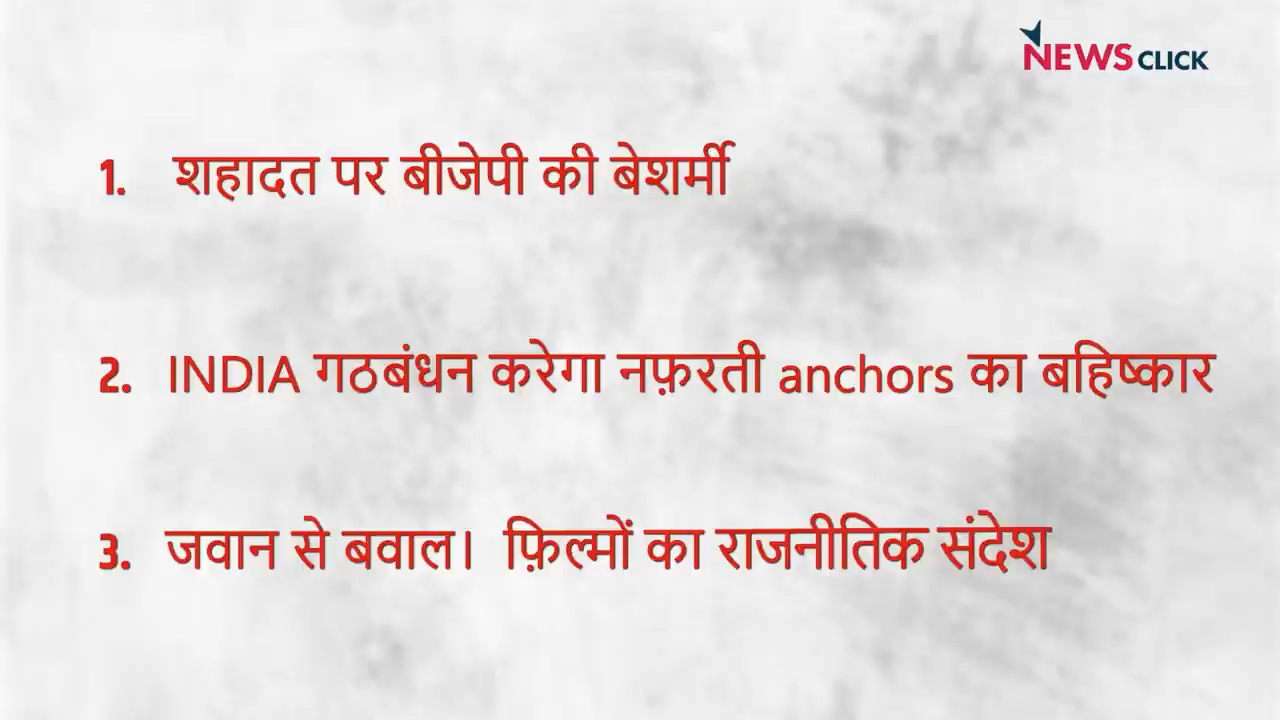 NEWSCLICK
1. शहादत पर बीजेपी की बेशर्मी
2. INDIA गठबंधन करेगा नफ़रती anchors का बहिष्कार
3. जवान से बवाल। फ़िल्मों का राजनीतिक संदेश